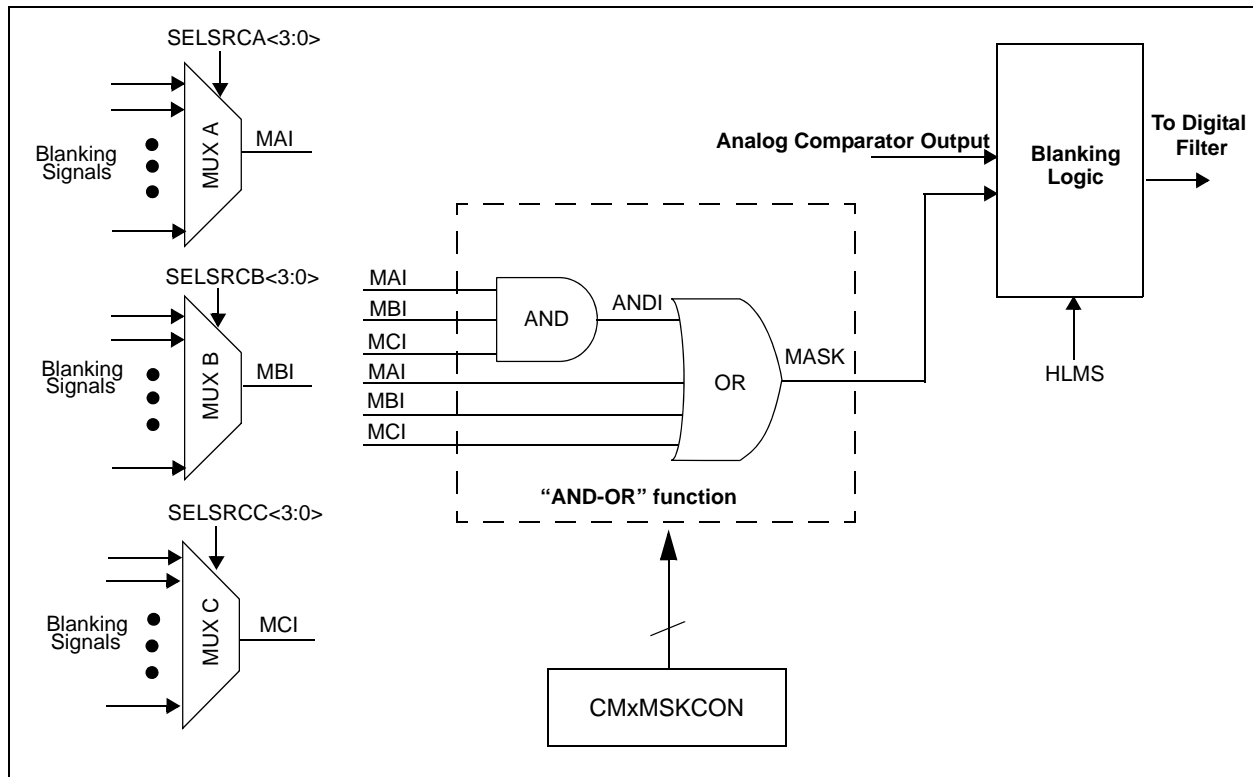 SELSRCA<3:0>
Blanking
Signals
MUX A
MAI
SELSRCB<3:0>
Blanking
Signals
MUX B
MBI
SELSRCC<3:0>
Blanking
Signals
MUX C
MCI
MAI
MBI
MCI
MAI
MBI
MCI
AND
ANDI
OR
MASK
“AND-OR” function
CMxMSKCON
Analog Comparator Output
Blanking
Logic
HLMS
To Digital
Filter